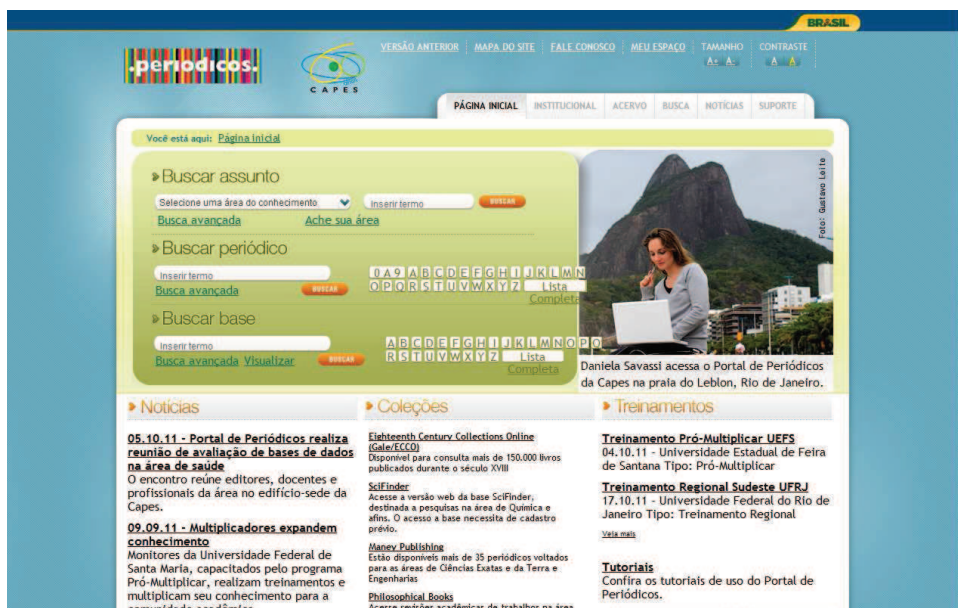 BRASIL
.periodicos.
CAPES
VERSÃO ANTERIOR MAPA DO SITE FALE CONOSCO MEU ESPAÇO TAMANHO CONTRASTE
A+ A- A A
PÁGINA INICIAL INSTITUCIONAL ACERVO BUSCA NOTÍCIAS SUPORTE
Você está aqui: Página Inicial
Buscar assunto
Selecione uma área do conhecimento Inserir termo BUSCAR
Busca avançada Ache sua área
Buscar periódico
Inserir termo
Busca avançada BUSCAR
0 A 9 A B C D E F G H I J K L M N
O P Q R S T U V W X Y Z Lista
Completa
Buscar base
Inserir termo
Busca avançada Visualizar BUSCAR
A B C D E F G H I J K L M N O P Q
R S T U V W X Y Z Lista
Completa
Foto: Gustavo Leite
Daniela Savassi acessa o Portal de Periódicos
da Capes na praia do Leblon, Rio de Janeiro.
Notícias
05.10.11 - Portal de Periódicos realiza
reunião de avaliação de bases de dados
na área de saúde
O encontro reúne editores, docentes e
profissionais da área no edifício-sede da
Capes.
09.09.11 - Multiplicadores expandem
conhecimento
Monitores da Universidade Federal de
Santa Maria, capacitados pelo programa
Pró-Multiplicar, realizam treinamentos e
multiplicam seu conhecimento para a
comunidade acadêmica
Coleções
Eighteenth Century Collections Online
(Gale/ECCO)
Disponível para consulta mais de 150.000 livros
publicados durante o século XVIII
SciFinder
Acesse a versão web da base SciFinder,
destinada a pesquisas na área de Química e
afins. O acesso a base necessita de cadastro
prévio.
Maney Publishing
Estão disponíveis mais de 35 periódicos voltados
para as áreas de Ciências Exatas e da Terra e
Engenharias
Philosophical Books
Acesse revisões acadêmicas de trabalhos na área
Treinamentos
Treinamento Pró-Multiplicar UEFS
04.10.11 - Universidade Estadual de Feira
de Santana Tipo: Pró-Multiplicar
Treinamento Regional Sudeste UFRJ
17.10.11 - Universidade Federal do Rio de
Janeiro Tipo: Treinamento Regional
Veja mais
Tutoriais
Confira os tutoriais de uso do Portal de
Periódicos.